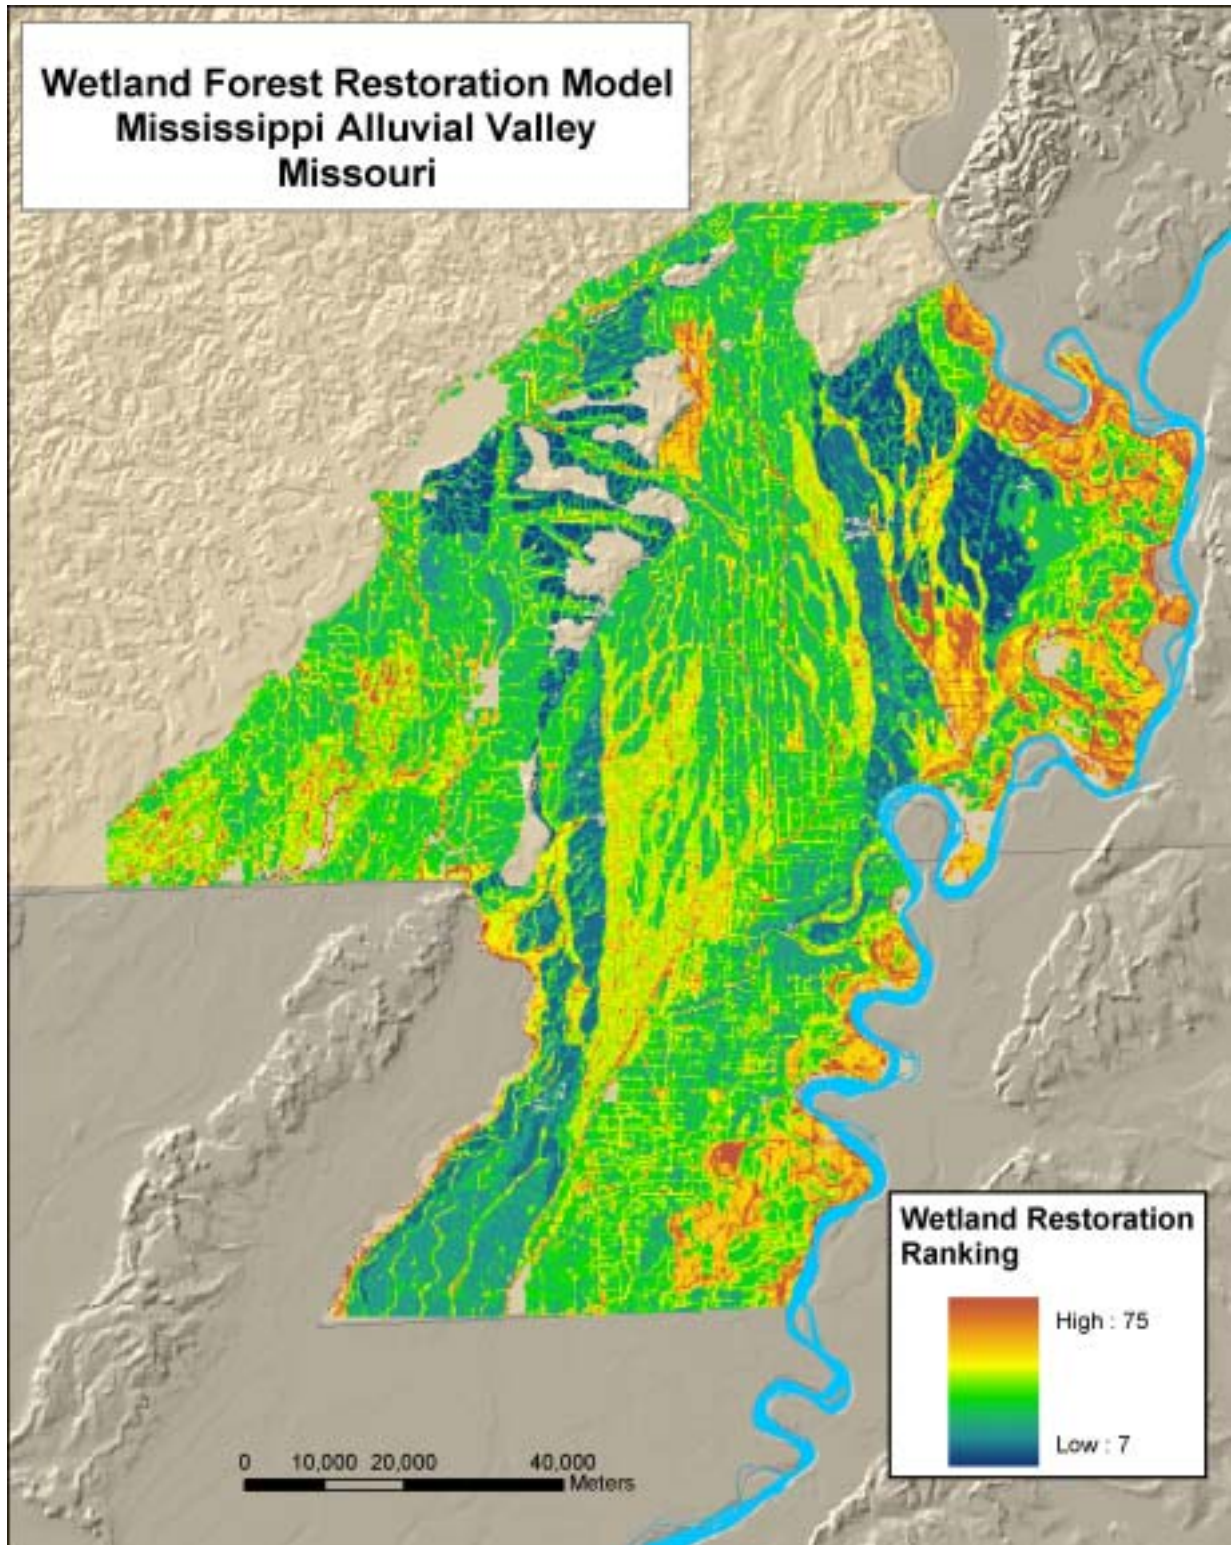 Wetland Forest Restoration Model
Mississippi Alluvial Valley
Missouri
Wetland Restoration
Ranking
High : 75
Low : 7
0 10,000 20,000 40,000
Meters